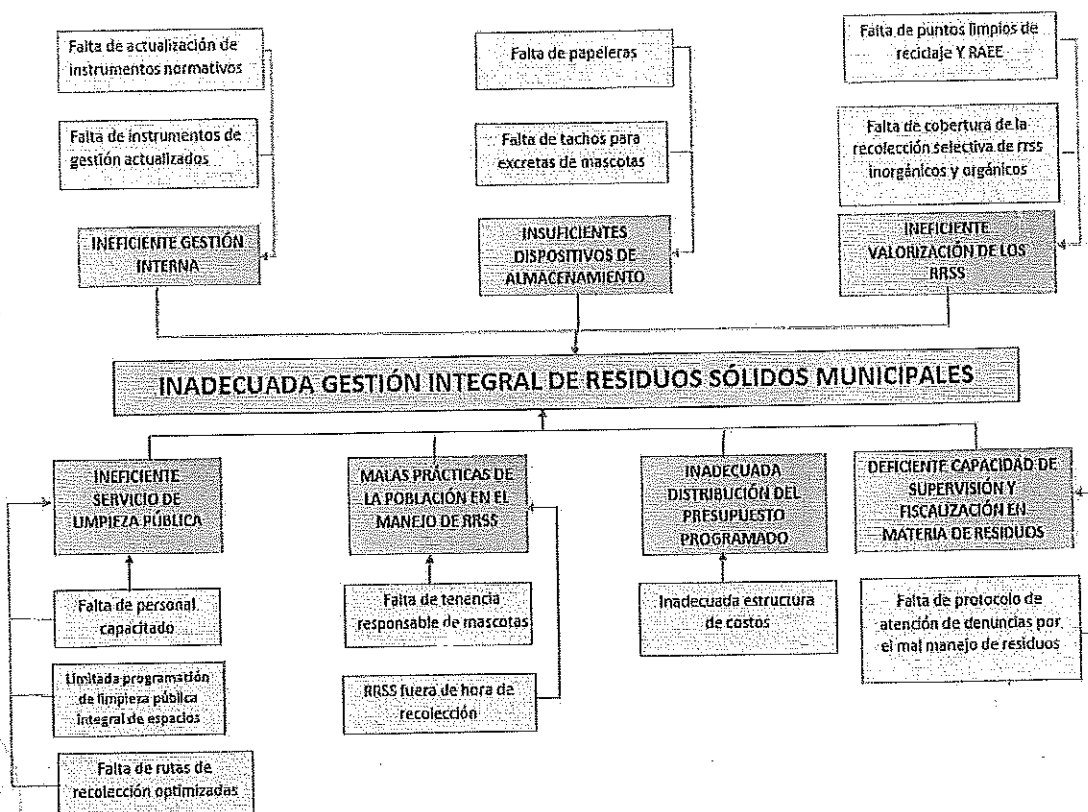 Falta de actualización de
instrumentos normativos
Falta de instrumentos de
gestión actualizados
INEFICIENTE GESTIÓN
INTERNA
Falta de papeleras
Falta de tachos para
excretas de mascotas
INSUFICIENTES
DISPOSITIVOS DE
ALMACENAMIENTO
Falta de puntos limpios de
reciclaje Y RAEE
Falta de cobertura de la
recolección selectiva de rrss
inorgánicos y orgánicos
INEFICIENTE
VALORIZACIÓN DE LOS
RRSS
INADECUADA GESTIÓN INTEGRAL DE RESIDUOS SÓLIDOS MUNICIPALES
INEFICIENTE
SERVICIO DE
LIMPIEZA PÚBLICA
Falta de personal
capacitado
Limitada programación
de limpieza pública
integral de espacios
Falta de rutas de
recolección optimizadas
MALAS PRÁCTICAS DE
LA POBLACIÓN EN EL
MANEJO DE RRSS
Falta de tenencia
responsable de mascotas
RRSS fuera de hora de
recolección
INADECUADA
DISTRIBUCIÓN DEL
PRESUPUESTO
PROGRAMADO
Inadecuada estructura
de costos
DEFICIENTE CAPACIDAD DE
SUPERVISIÓN Y
FISCALIZACIÓN EN
MATERIA DE RESIDUOS
Falta de protocolo de
atención de denuncias por
el mal manejo de residuos